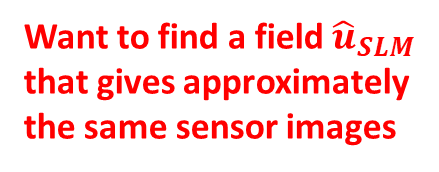 Want to find a field û_SLM
that gives approximately
the same sensor images